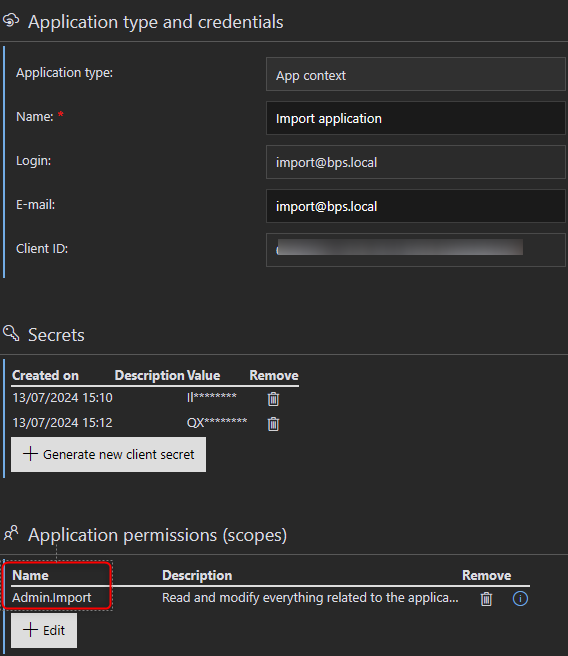 Application type and credentials
Application type: App context
Name: * Import application
Login: import@bps.local
E-mail: import@bps.local
Client ID:
Secrets
Created on Description Value Remove
13/07/2024 15:10 Il********
13/07/2024 15:12 QX********
Generate new client secret
Application permissions (scopes)
Name Description Remove
Admin.Import Read and modify everything related to the applica...
Edit